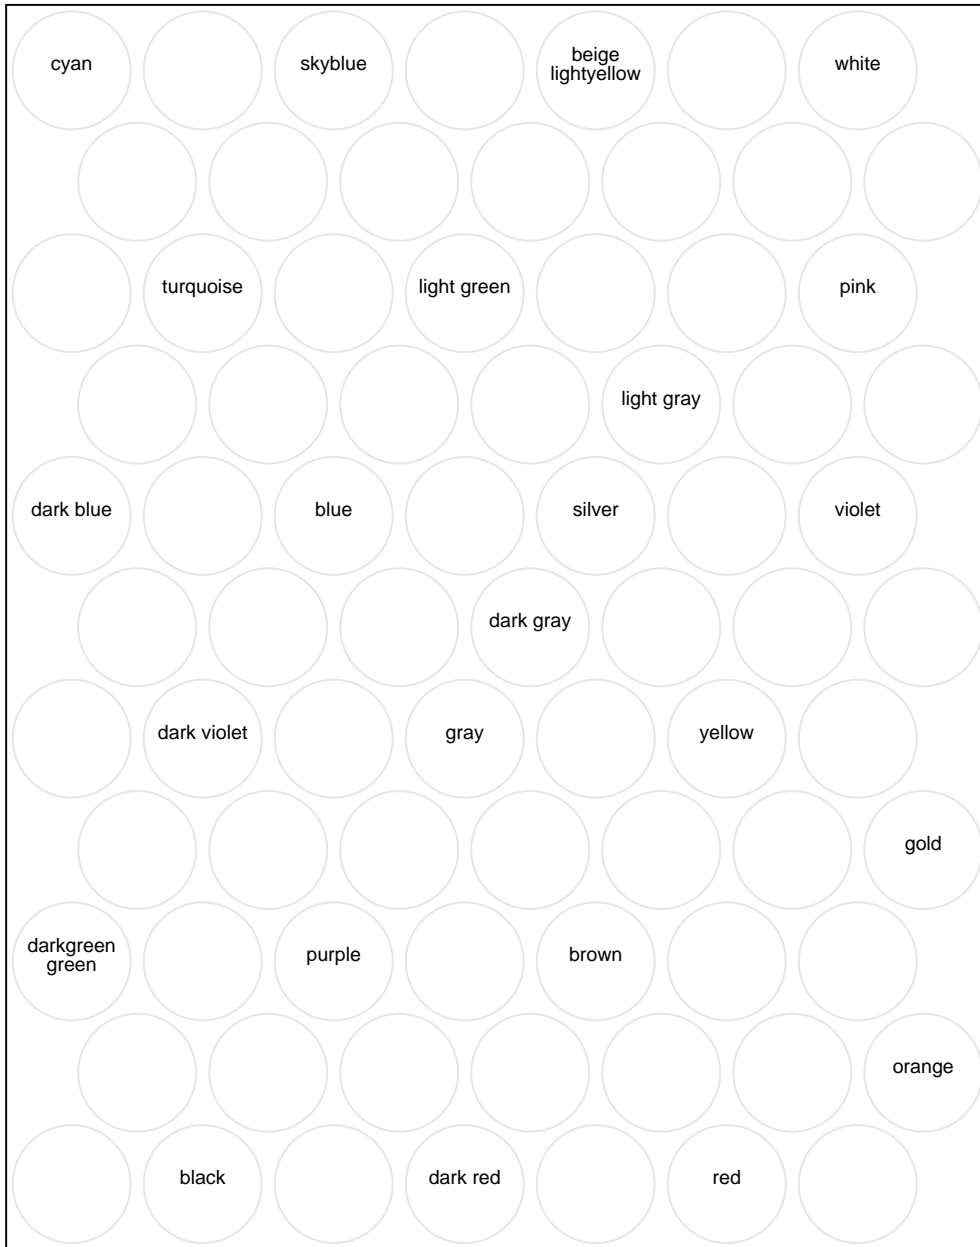 cyan
skyblue
beige
lightyellow
white
turquoise
light green
pink
light gray
dark blue
blue
silver
violet
dark gray
dark violet
gray
yellow
gold
darkgreen
green
purple
brown
orange
black
dark red
red